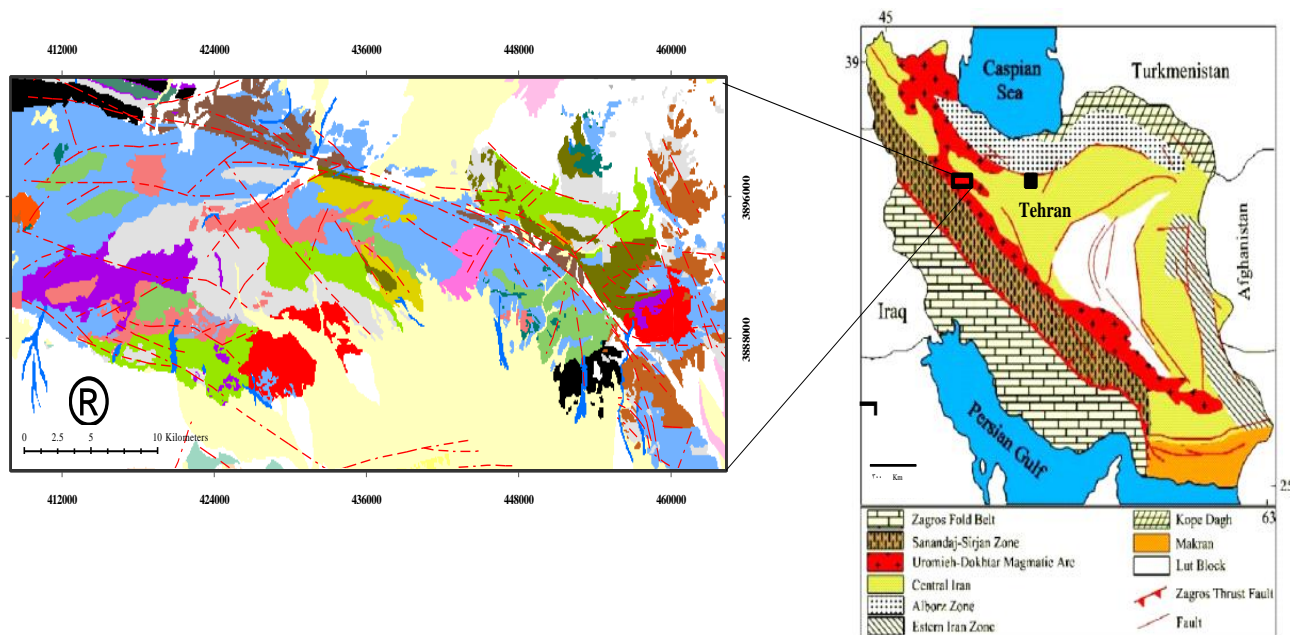 412000 424000 436000 448000 460000
3896000
3888000
®
0 2.5 5 10 Kilometers
412000 424000 436000 448000 460000
45
39
Caspian
Sea
Turkmenistan
Tehran
Afghanistan
Iraq
Persian Gulf
۲۰۰ Km
25
63
Zagros Fold Belt
Sanandaj-Sirjan Zone
Uromieh-Dokhtar Magmatic Arc
Central Iran
Alborz Zone
Estern Iran Zone
Kope Dagh
Makran
Lut Block
Zagros Thrust Fault
Fault